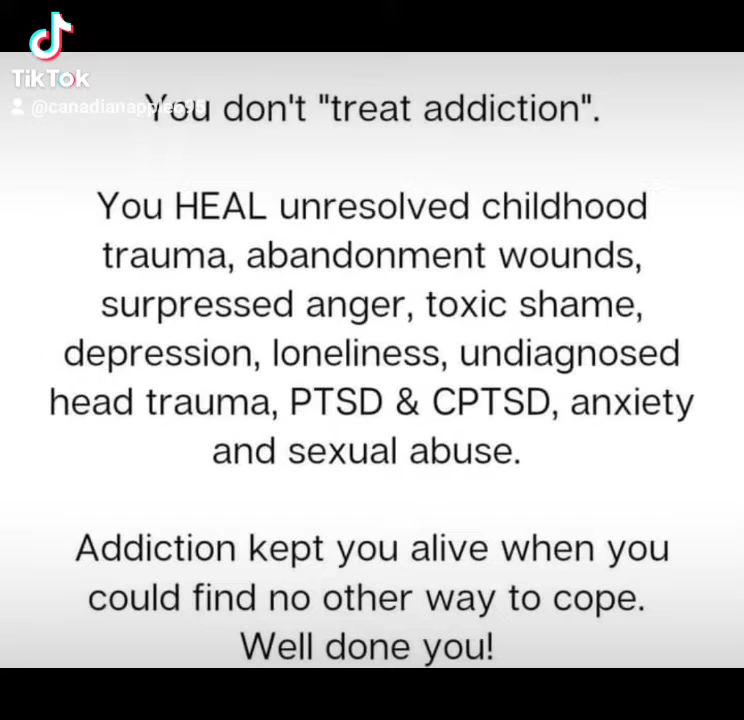 TikTok
@canadianapple695
You don't "treat addiction".
You HEAL unresolved childhood
trauma, abandonment wounds,
surpressed anger, toxic shame,
depression, loneliness, undiagnosed
head trauma, PTSD & CPTSD, anxiety
and sexual abuse.
Addiction kept you alive when you
could find no other way to cope.
Well done you!